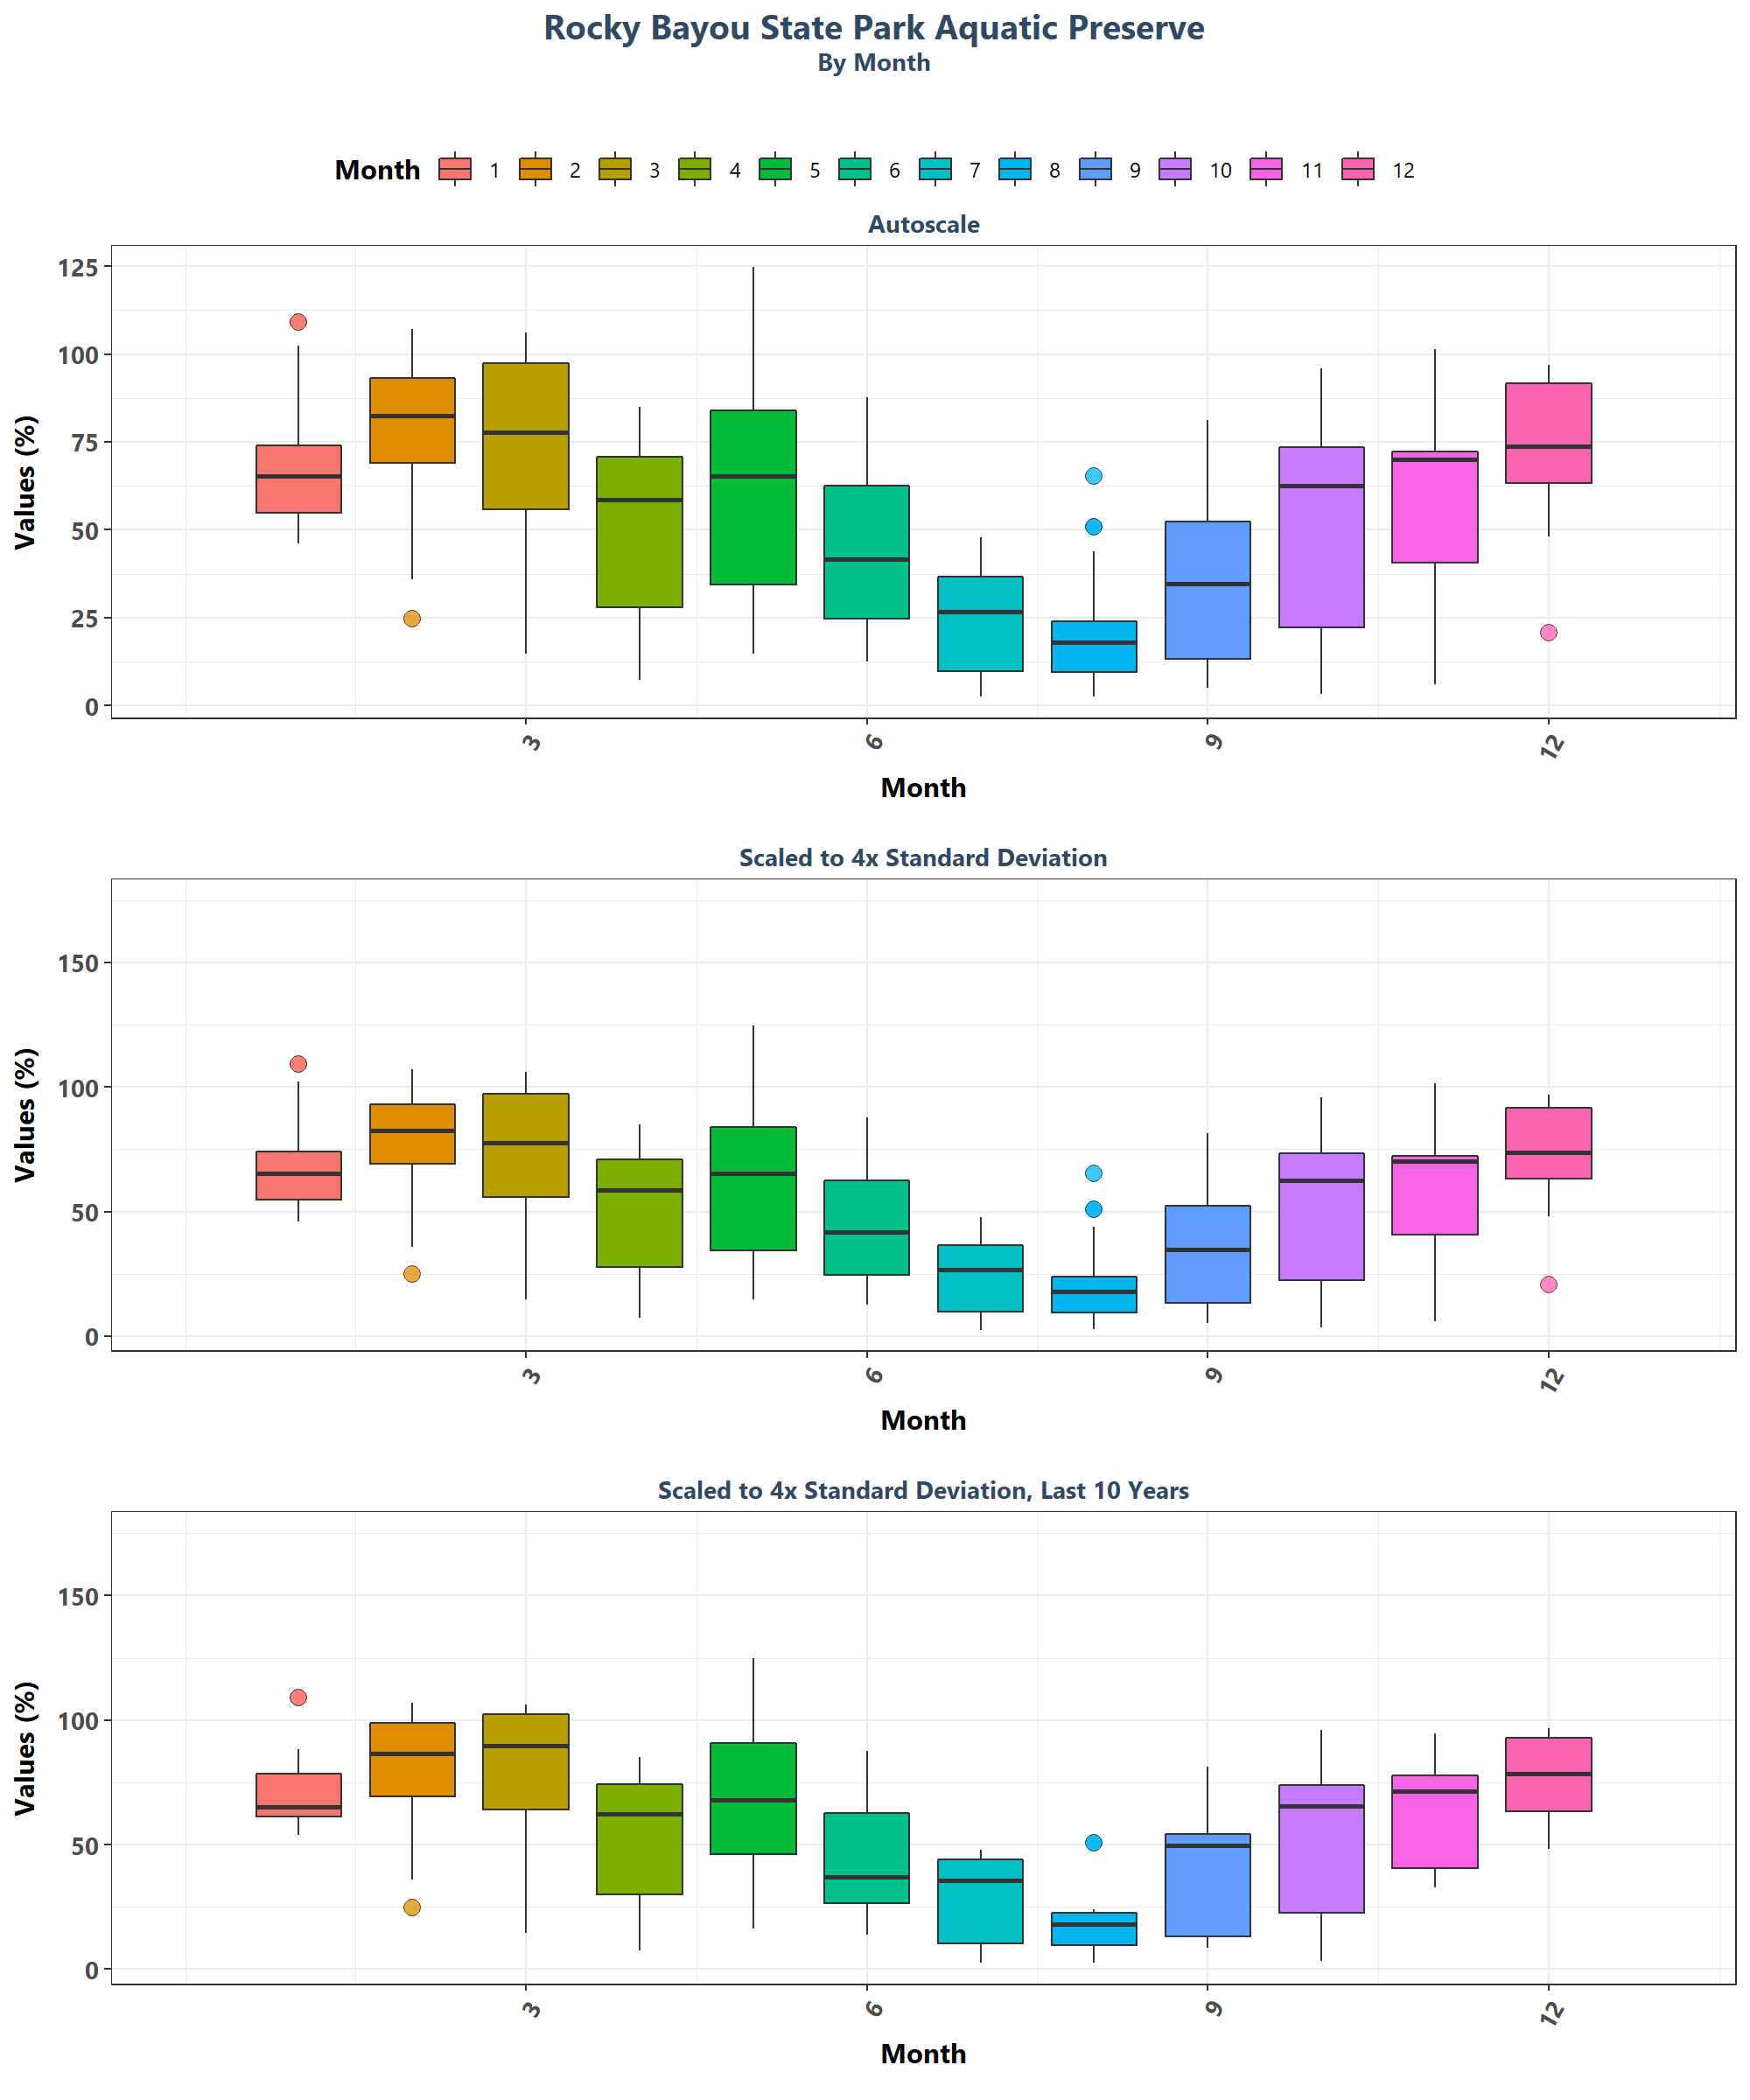 Rocky Bayou State Park Aquatic Preserve
By Month
Month 1 2 3 4 5 6 7 8 9 10 11 12
Autoscale
Values (%)
125
100
75
50
25
0
3 6 9 12
Month
Scaled to 4x Standard Deviation
Values (%)
150
100
50
0
3 6 9 12
Month
Scaled to 4x Standard Deviation, Last 10 Years
Values (%)
150
100
50
0
3 6 9 12
Month